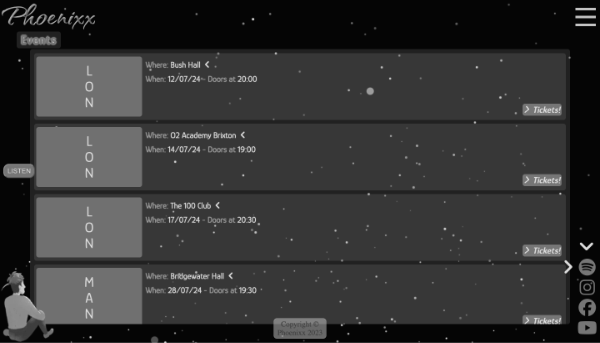 Phoenixx
Events
L
O
N
Where: Bush Hall
When: 12/07/24 - Doors at 20:00
Tickets!
L
O
N
Where: O2 Academy Brixton
When: 14/07/24 - Doors at 19:00
Tickets!
LISTEN
L
O
N
Where: The 100 Club
When: 17/07/24 - Doors at 20:30
Tickets!
M
A
N
Where: Bridgewater Hall
When: 28/07/24 - Doors at 19:30
Tickets!
Copyright ©
Phoenixx 2023